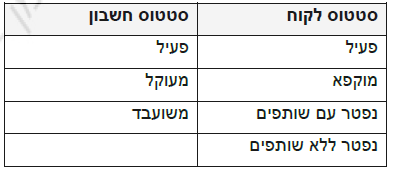 סטטוס לקוח סטטוס חשבון
פעיל פעיל
מוקפא מעוקל
נפטר עם שותפים משועבד
נפטר ללא שותפים